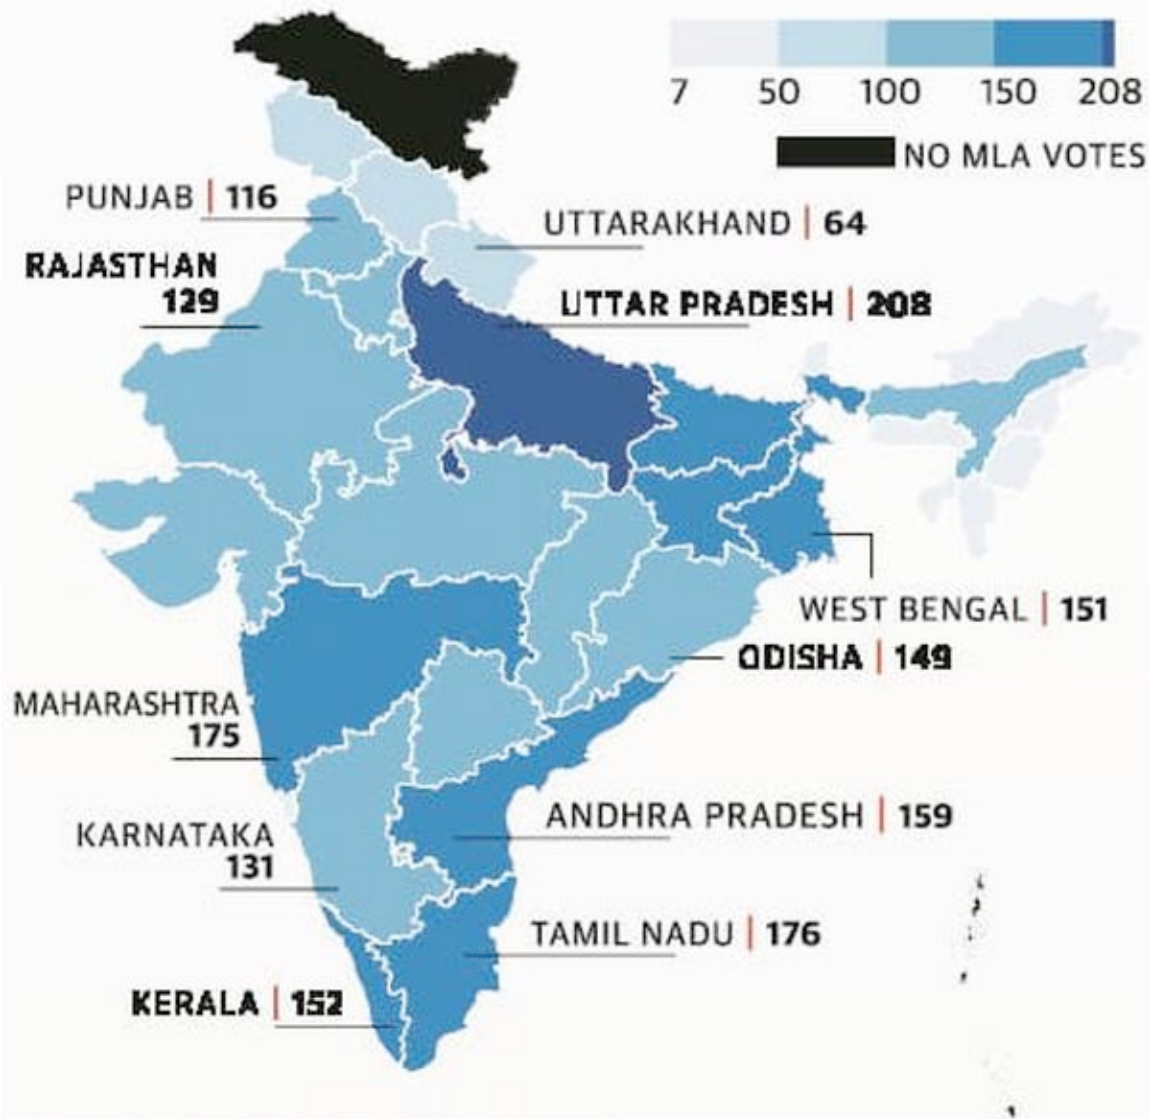 7 50 100 150 208
NO MLA VOTES
PUNJAB | 116
UTTARAKHAND | 64
RAJASTHAN
129
UTTAR PRADESH | 208
WEST BENGAL | 151
ODISHA | 149
MAHARASHTRA
175
ANDHRA PRADESH | 159
KARNATAKA
131
TAMIL NADU | 176
KERALA | 152